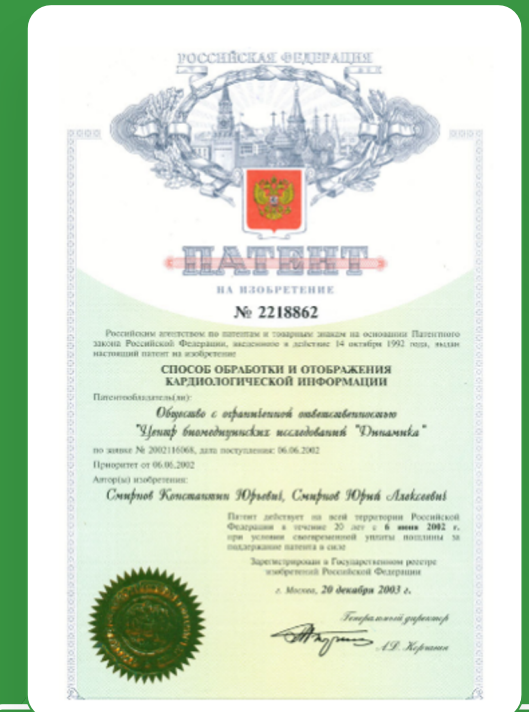 РОССИЙСКАЯ ФЕДЕРАЦИЯ
ПАТЕНТ
НА ИЗОБРЕТЕНИЕ
№ 2218862
Российским агентством по патентам и товарным знакам на основании Патентного
закона Российской Федерации, введенного в действие 14 октября 1992 года, выдан
настоящий патент на изобретение
СПОСОБ ОБРАБОТКИ И ОТОБРАЖЕНИЯ
КАРДИОЛОГИЧЕСКОЙ ИНФОРМАЦИИ
Патентообладатель(ли):
Общество с ограниченной ответственностью
"Центр биомедицинских исследований "Динамика"
по заявке № 2002116068, дата поступления: 06.06.2002
Приоритет от 06.06.2002
Автор(ы) изобретения:
Смирнов Константин Юрьевич, Смирнов Юрий Алексеевич
Патент действует на всей территории Российской
Федерации в течение 20 лет с 6 июня 2002 г.
при условии своевременной уплаты пошлины за
поддержание патента в силе
Зарегистрирован в Государственном реестре
изобретений Российской Федерации
г. Москва, 20 декабря 2003 г.
Генеральный директор
А.Д. Корчагин